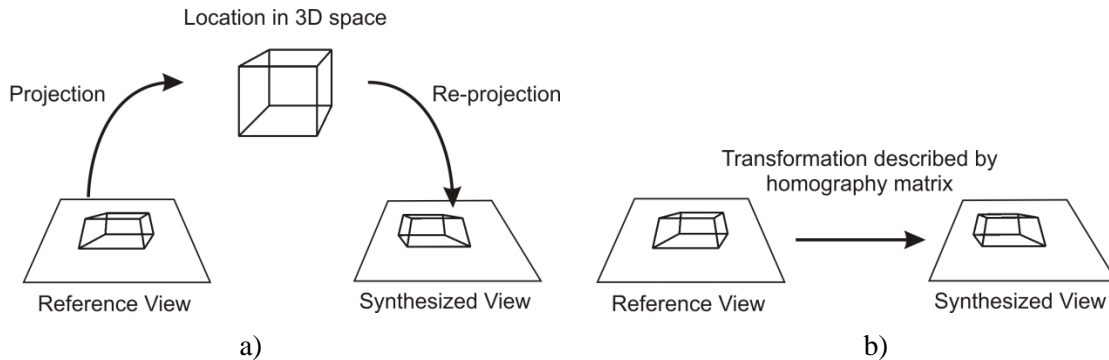 Location in 3D space
Projection
Re-projection
Reference View
Synthesized View
a)
Transformation described by
homography matrix
Reference View
Synthesized View
b)